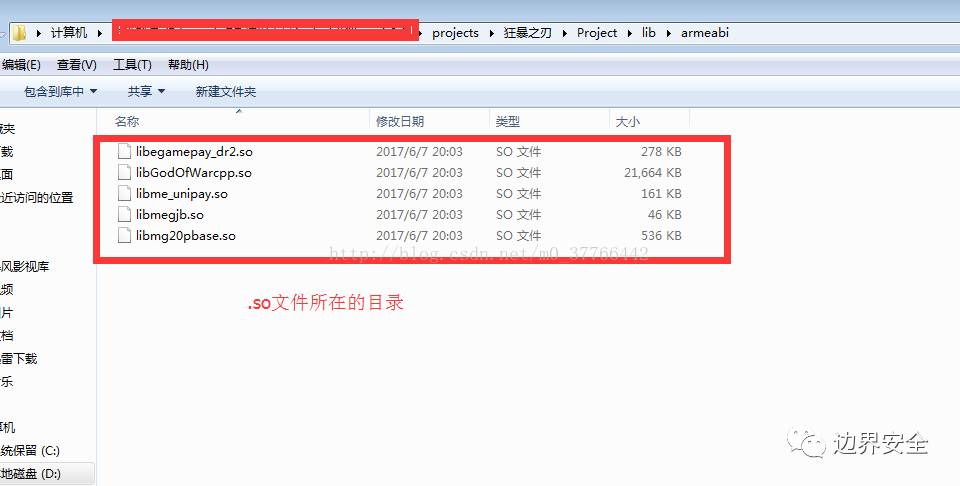 计算机 projects 狂暴之刃 Project lib armeabi
编辑(E) 查看(V) 工具(T) 帮助(H)
包含到库中 共享 新建文件夹
名称 修改日期 类型 大小
libegamepay_dr2.so 2017/6/7 20:03 SO 文件 278 KB
libGodOfWarcpp.so 2017/6/7 20:03 SO 文件 21,664 KB
libme_unipay.so 2017/6/7 20:03 SO 文件 161 KB
libmegjb.so 2017/6/7 20:03 SO 文件 46 KB
libmg20pbase.so 2017/6/7 20:03 SO 文件 536 KB
http://blog.csdn.net/m0_37766442
.so文件所在的目录
夹
载
面
近访问的位置
风影视库
频
片
档
雷下载
乐
机
统保留 (C:)
地磁盘 (D:)
边界安全